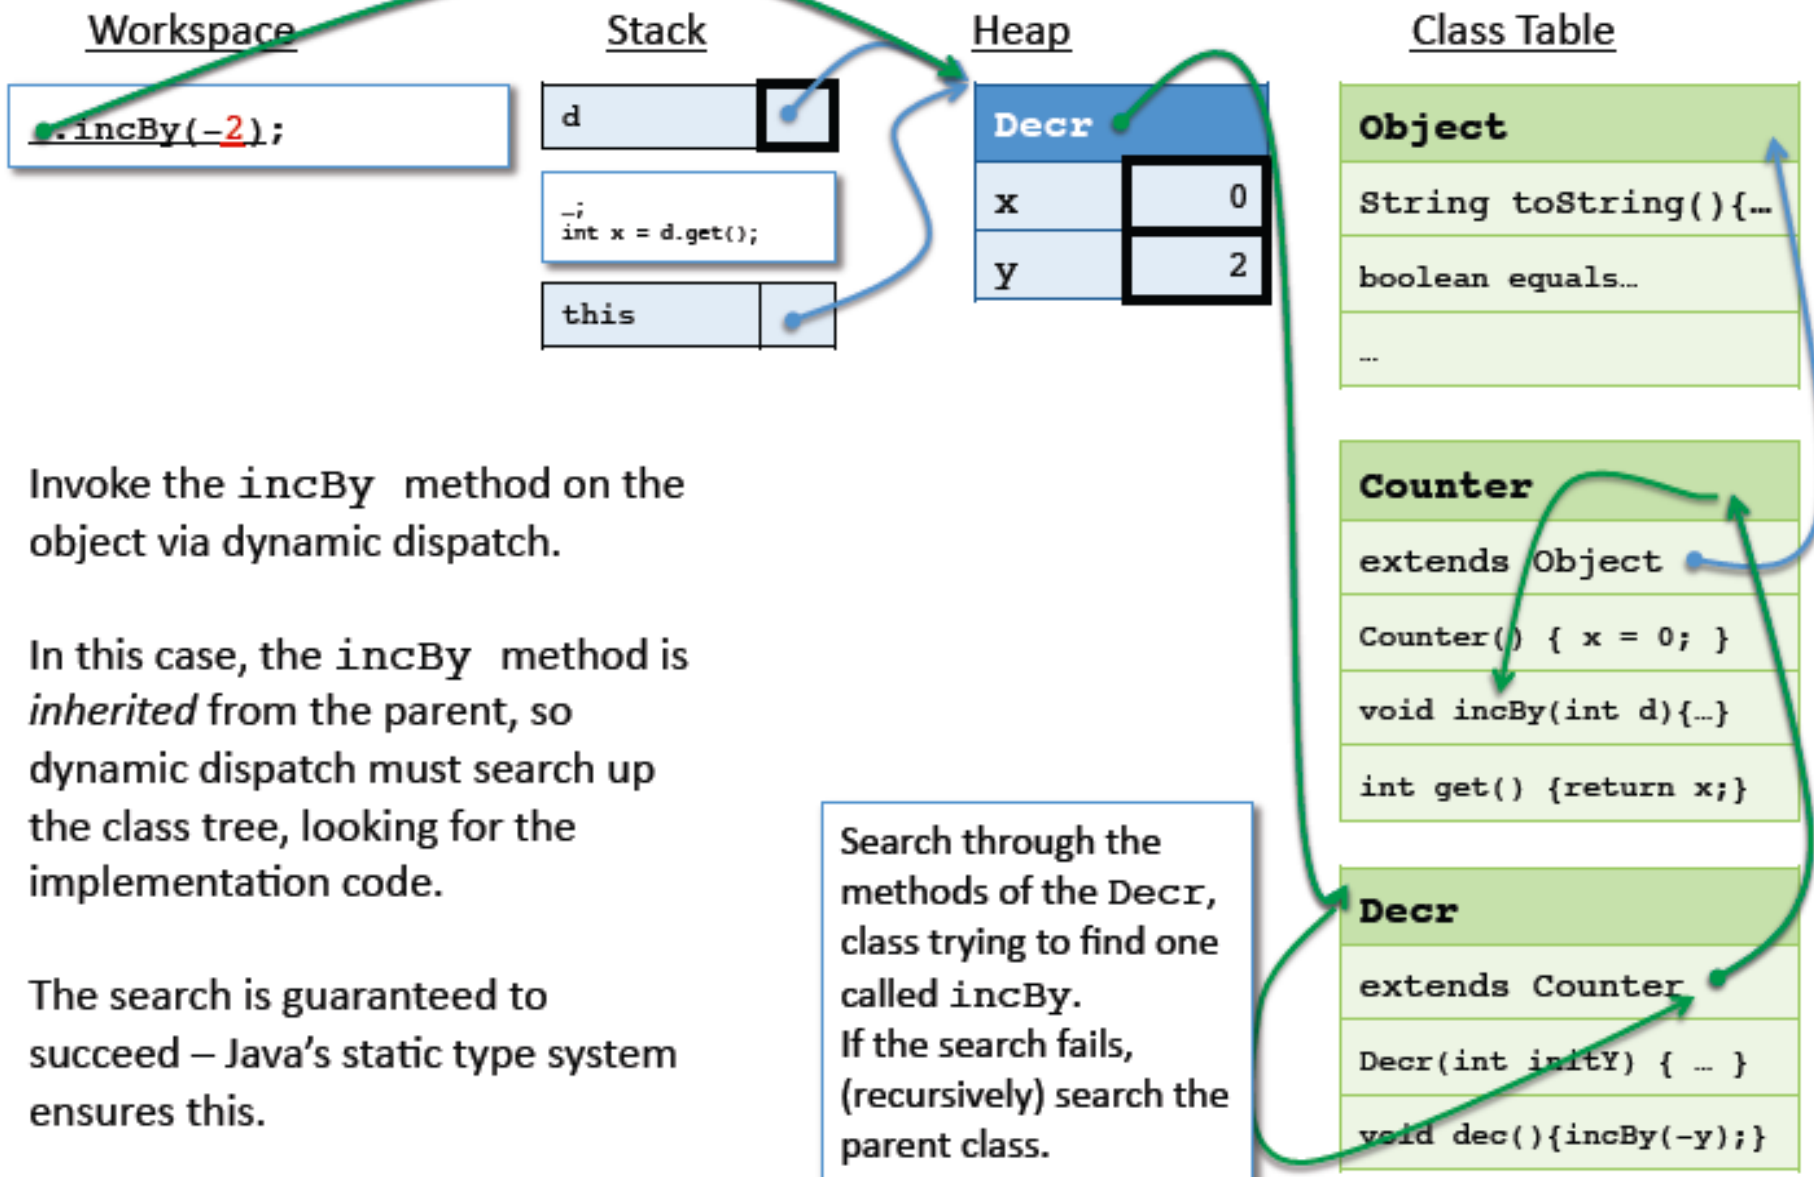 Workspace
Stack
Heap
Class Table
.incBy(-2);
d
_;
int x = d.get();
this
Decr
x 0
y 2
Object
String toString(){…
boolean equals…
…
Counter
extends Object
Counter() { x = 0; }
void incBy(int d){…}
int get() {return x;}
Decr
extends Counter
Decr(int initY) { … }
void dec(){incBy(-y);}
Invoke the incBy method on the
object via dynamic dispatch.
In this case, the incBy method is
inherited from the parent, so
dynamic dispatch must search up
the class tree, looking for the
implementation code.
The search is guaranteed to
succeed – Java's static type system
ensures this.
Search through the
methods of the Decr,
class trying to find one
called incBy.
If the search fails,
(recursively) search the
parent class.